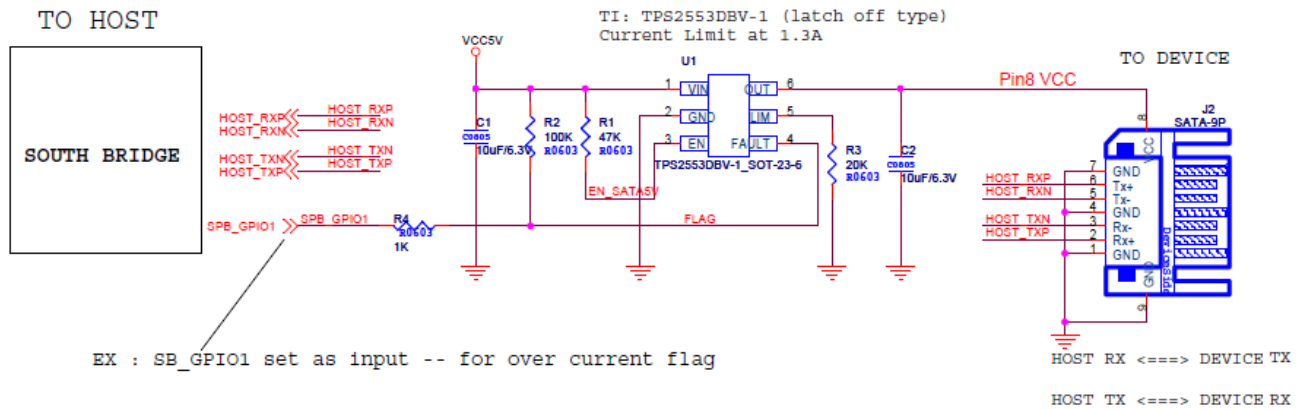 TO HOST
TI: TPS2553DBV-1 (latch off type)
Current Limit at 1.3A
VCC5V
U1
TO DEVICE
Pin8 VCC
1 VIN OUT 6
2 GND LIM 5
3 EN FAULT 4
TPS2553DBV-1_SOT-23-6
C1
C0805
10uF/6.3V
R2
100K
R0603
R1
47K
R0603
R3
20K
R0603
C2
C0805
10uF/6.3V
J2
SATA-9P
8
VCC
SOUTH BRIDGE
HOST_RXP HOST_RXP
HOST_RXN HOST_RXN
HOST_TXN HOST_TXN
HOST_TXP HOST_TXP
EN_SATA5V
FLAG
SPB_GPIO1 SPB_GPIO1
R4
R0603
1K
7 GND
HOST_RXP 6 Tx+
HOST_RXN 5 Tx-
4 GND
HOST_TXN 3 Rx-
HOST_TXP 2 Rx+
1 GND
DeviceSide
GND
9
EX : SB_GPIO1 set as input -- for over current flag
HOST RX <===> DEVICE TX
HOST TX <===> DEVICE RX